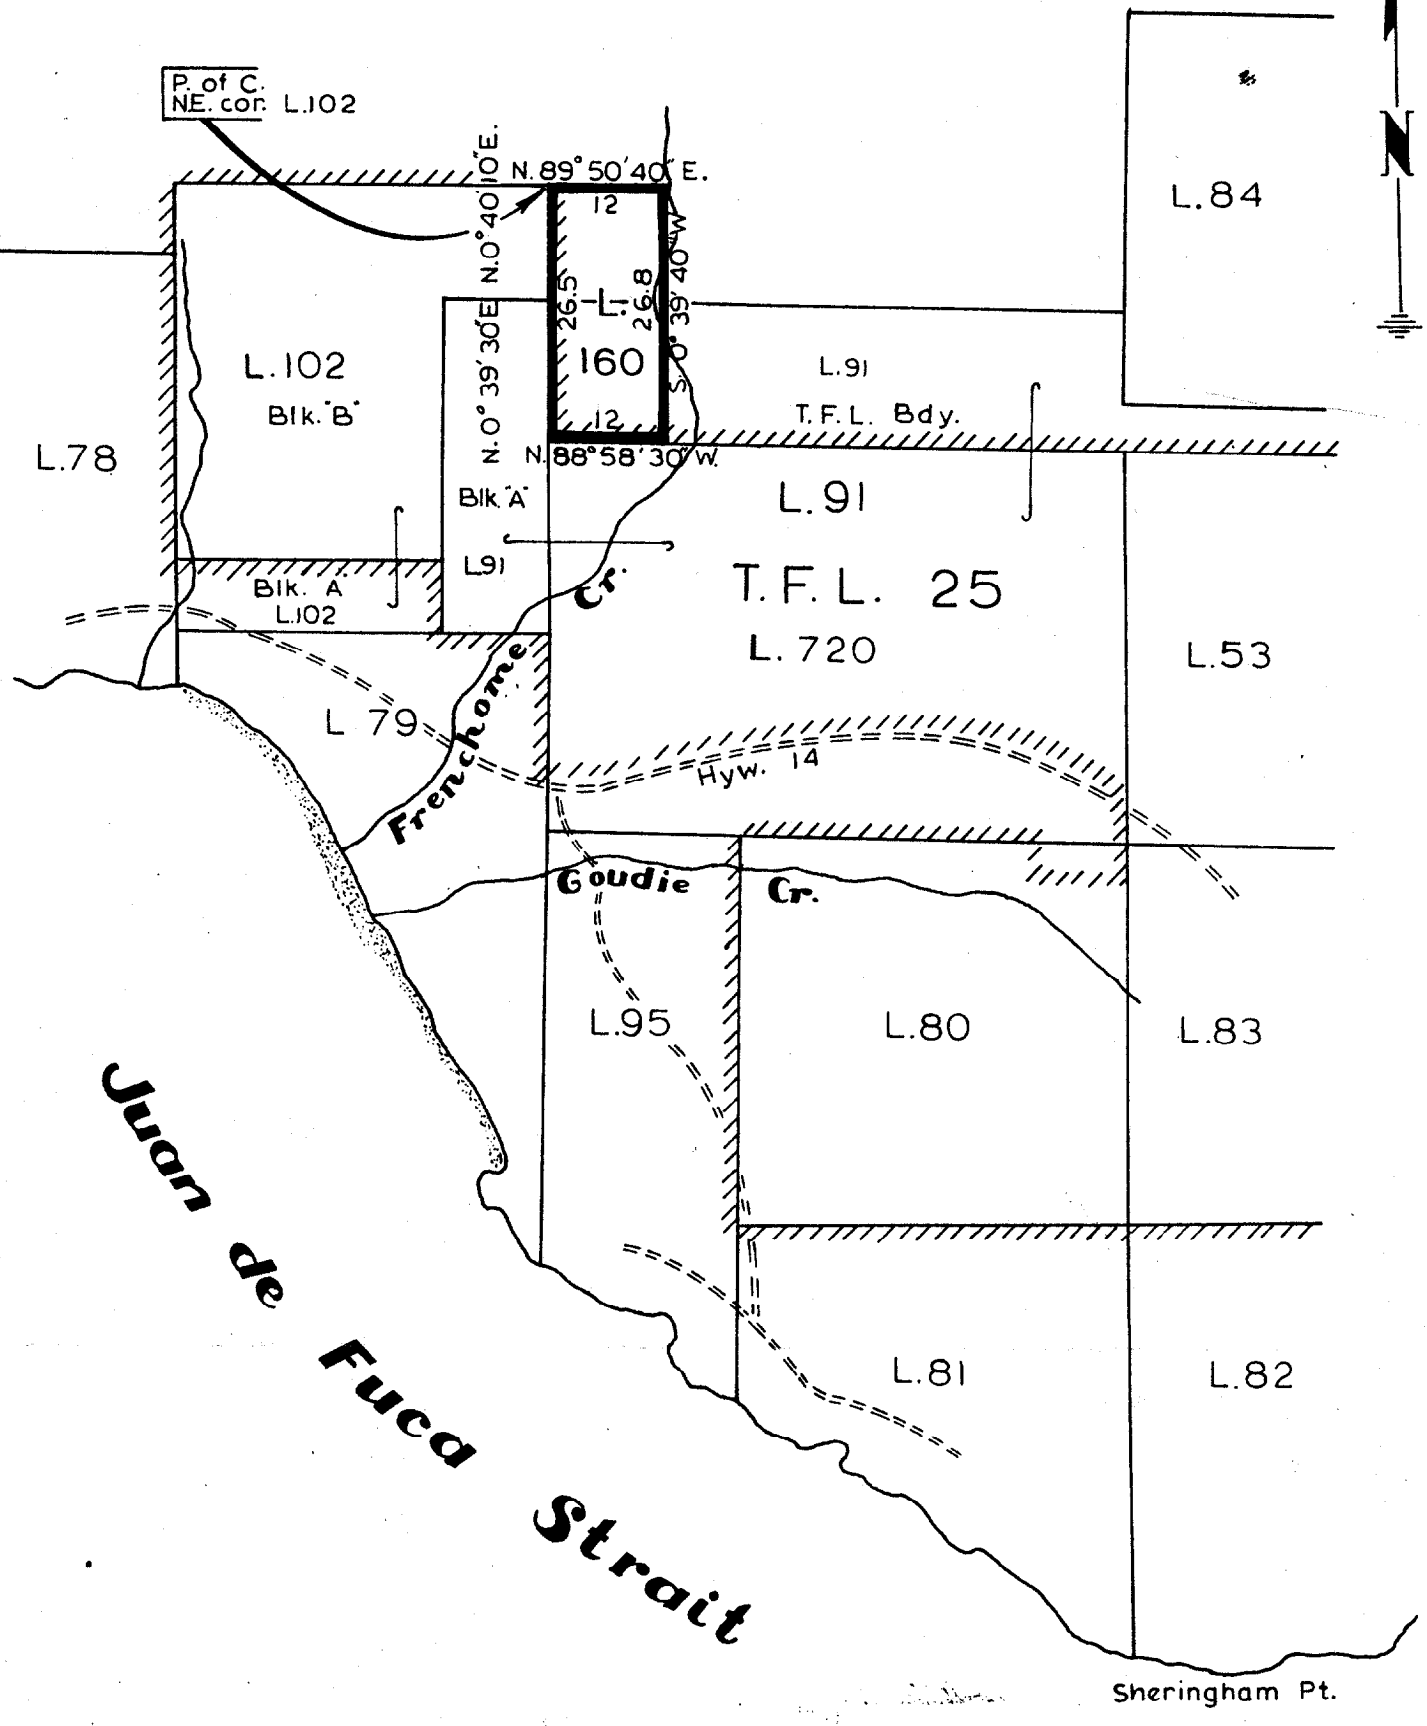 P. of C.
N.E. cor. L.102
N
L.84
N. 89° 50' 40" E.
N. 0° 40' 10" E.
12
S. 0° 39' 40" W
26.5
26.8
L.
160
12
N. 0° 39' 30" E
N. 88° 58' 30" W.
L.102
Blk. "B"
L.78
L.91
T.F.L. Bdy.
Blk. "A"
L.91
L.91
T.F.L. 25
L.720
L.53
Blk. A
L.102
L 79
Frenchome Cr.
Hyw. 14
Goudie Cr.
L.95
L.80
L.83
Juan de Fuca Strait
L.81
L.82
Sheringham Pt.